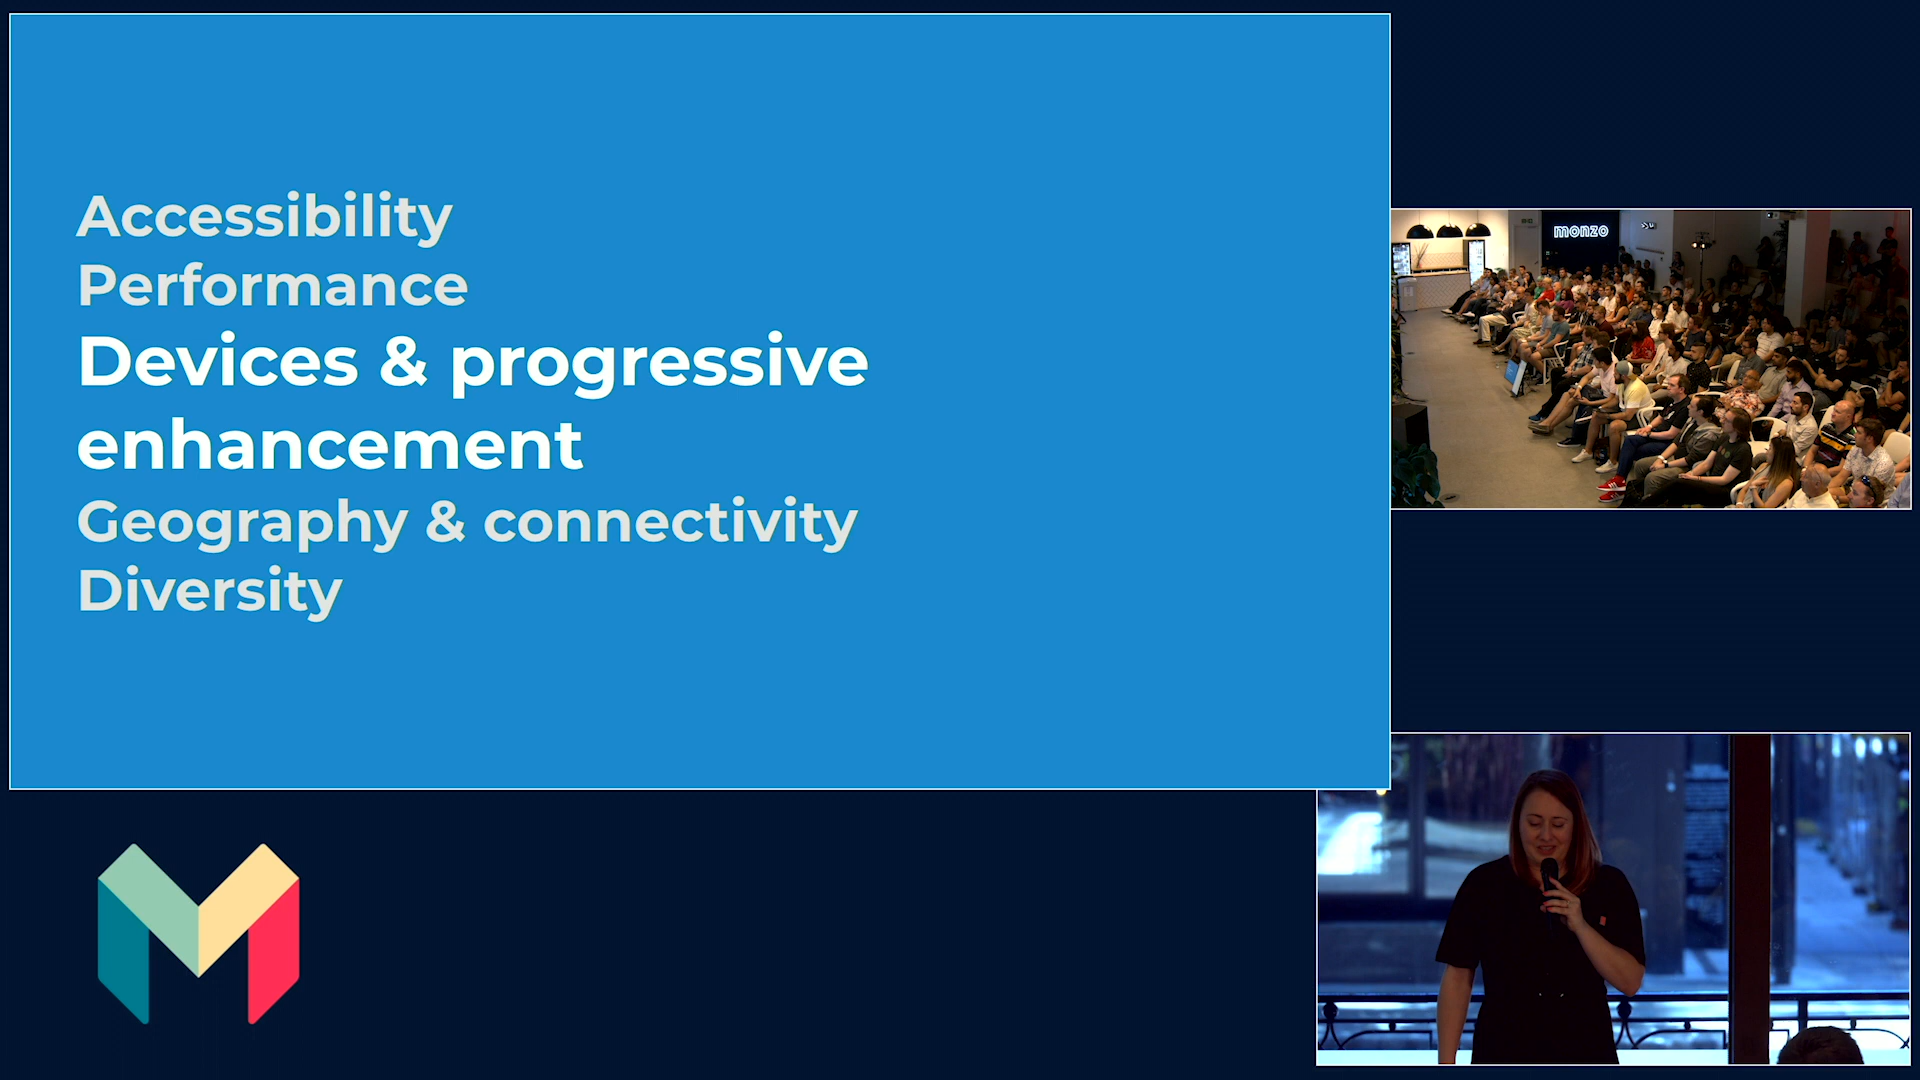 Accessibility
Performance
Devices & progressive
enhancement
Geography & connectivity
Diversity
monzo